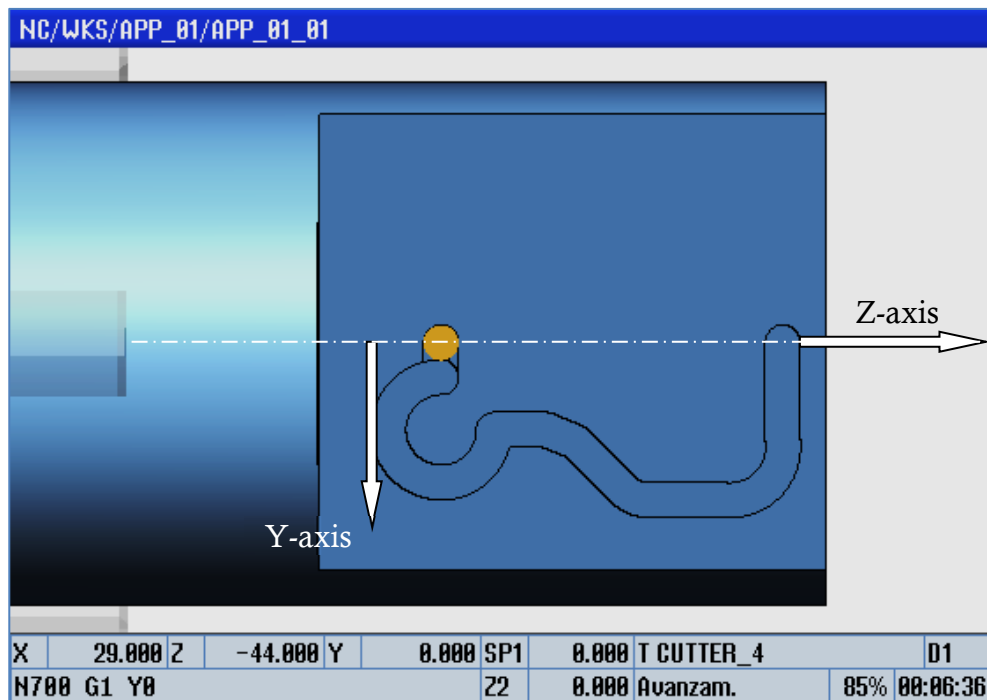 NC/WKS/APP_01/APP_01_01
Z-axis
Y-axis
X 29.000 Z -44.000 Y 0.000 SP1 0.000 T CUTTER_4 D1
N700 G1 Y0 Z2 0.000 Avanzam. 85% 00:06:36